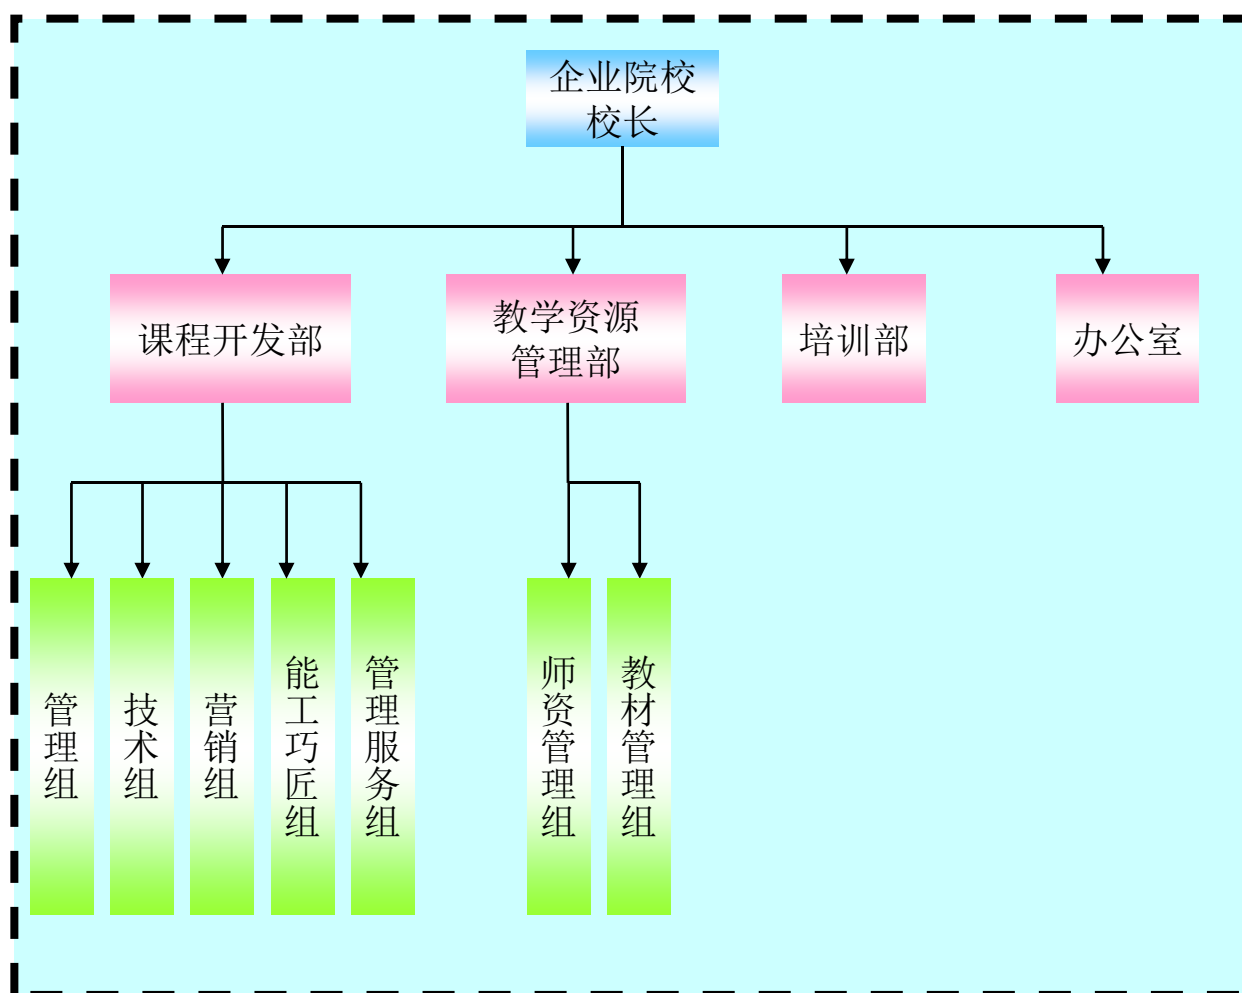 企业院校
校长
课程开发部
教学资源
管理部
培训部
办公室
管理组
技术组
营销组
能工巧匠组
管理服务组
师资管理组
教材管理组